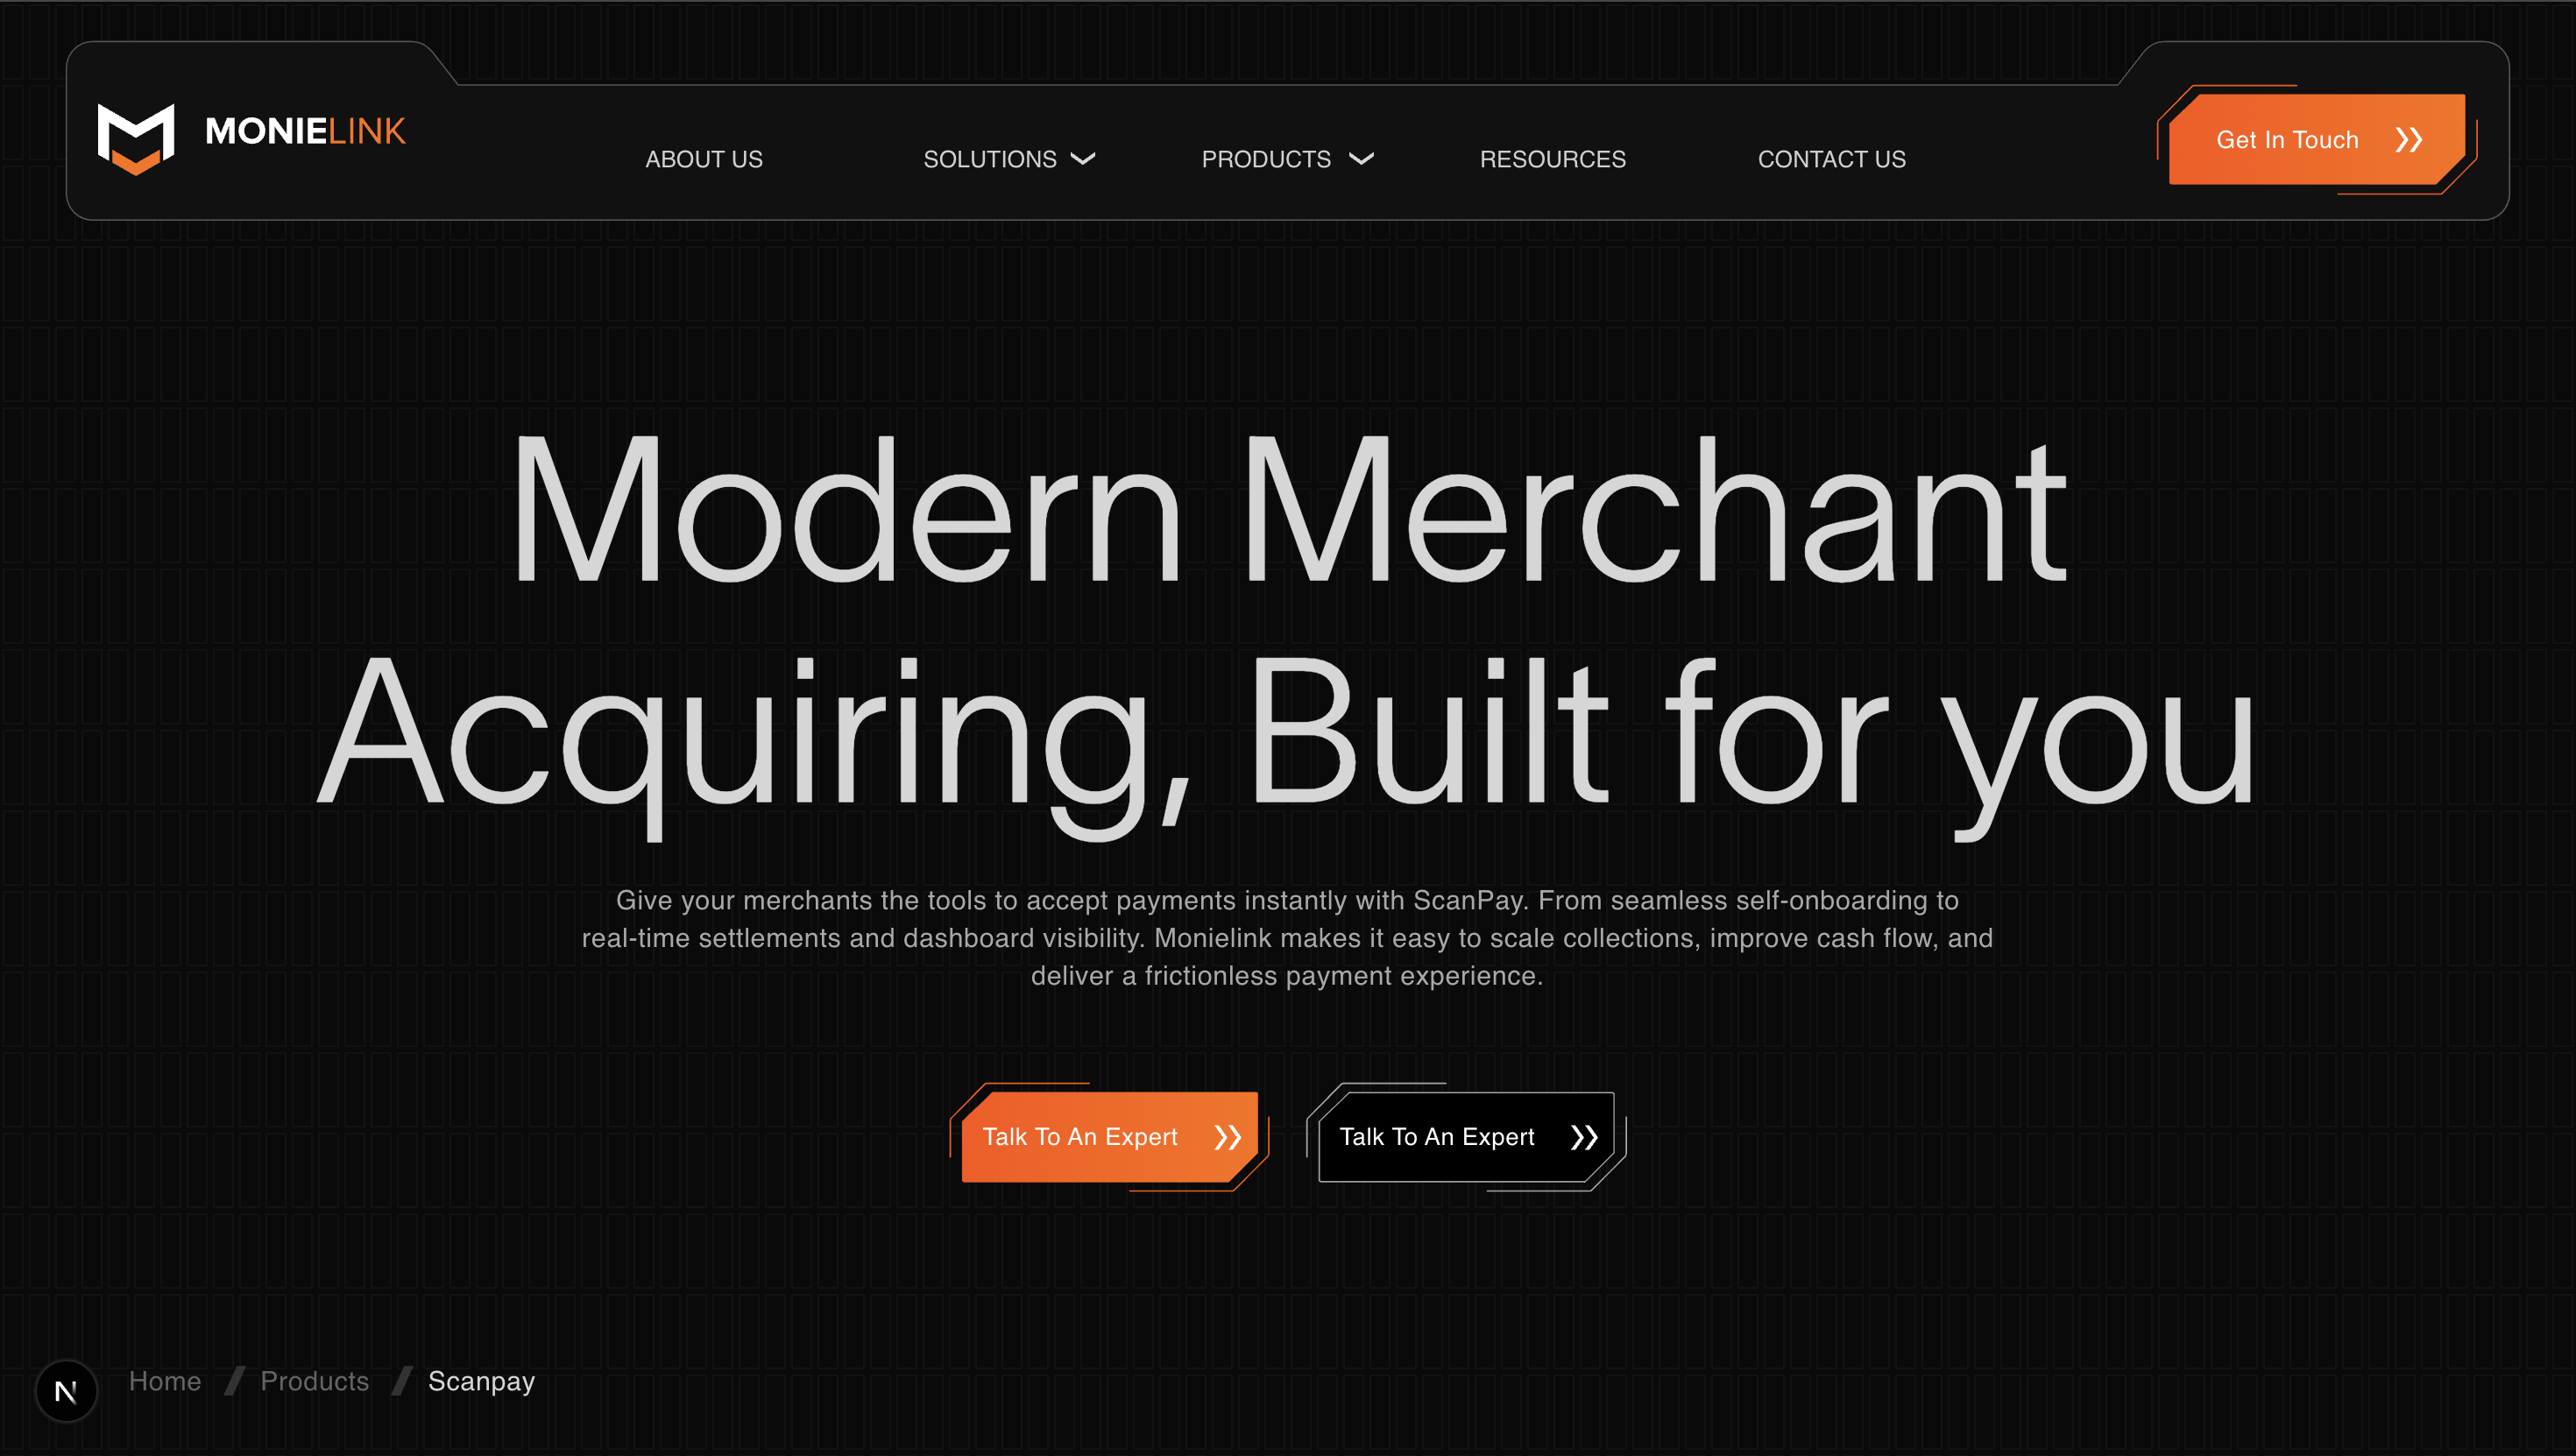 MONIELINK
ABOUT US
SOLUTIONS
PRODUCTS
RESOURCES
CONTACT US
Get In Touch
Modern Merchant
Acquiring, Built for you
Give your merchants the tools to accept payments instantly with ScanPay. From seamless self-onboarding to
real-time settlements and dashboard visibility. Monielink makes it easy to scale collections, improve cash flow, and
deliver a frictionless payment experience.
Talk To An Expert
Talk To An Expert
N
Home / Products / Scanpay